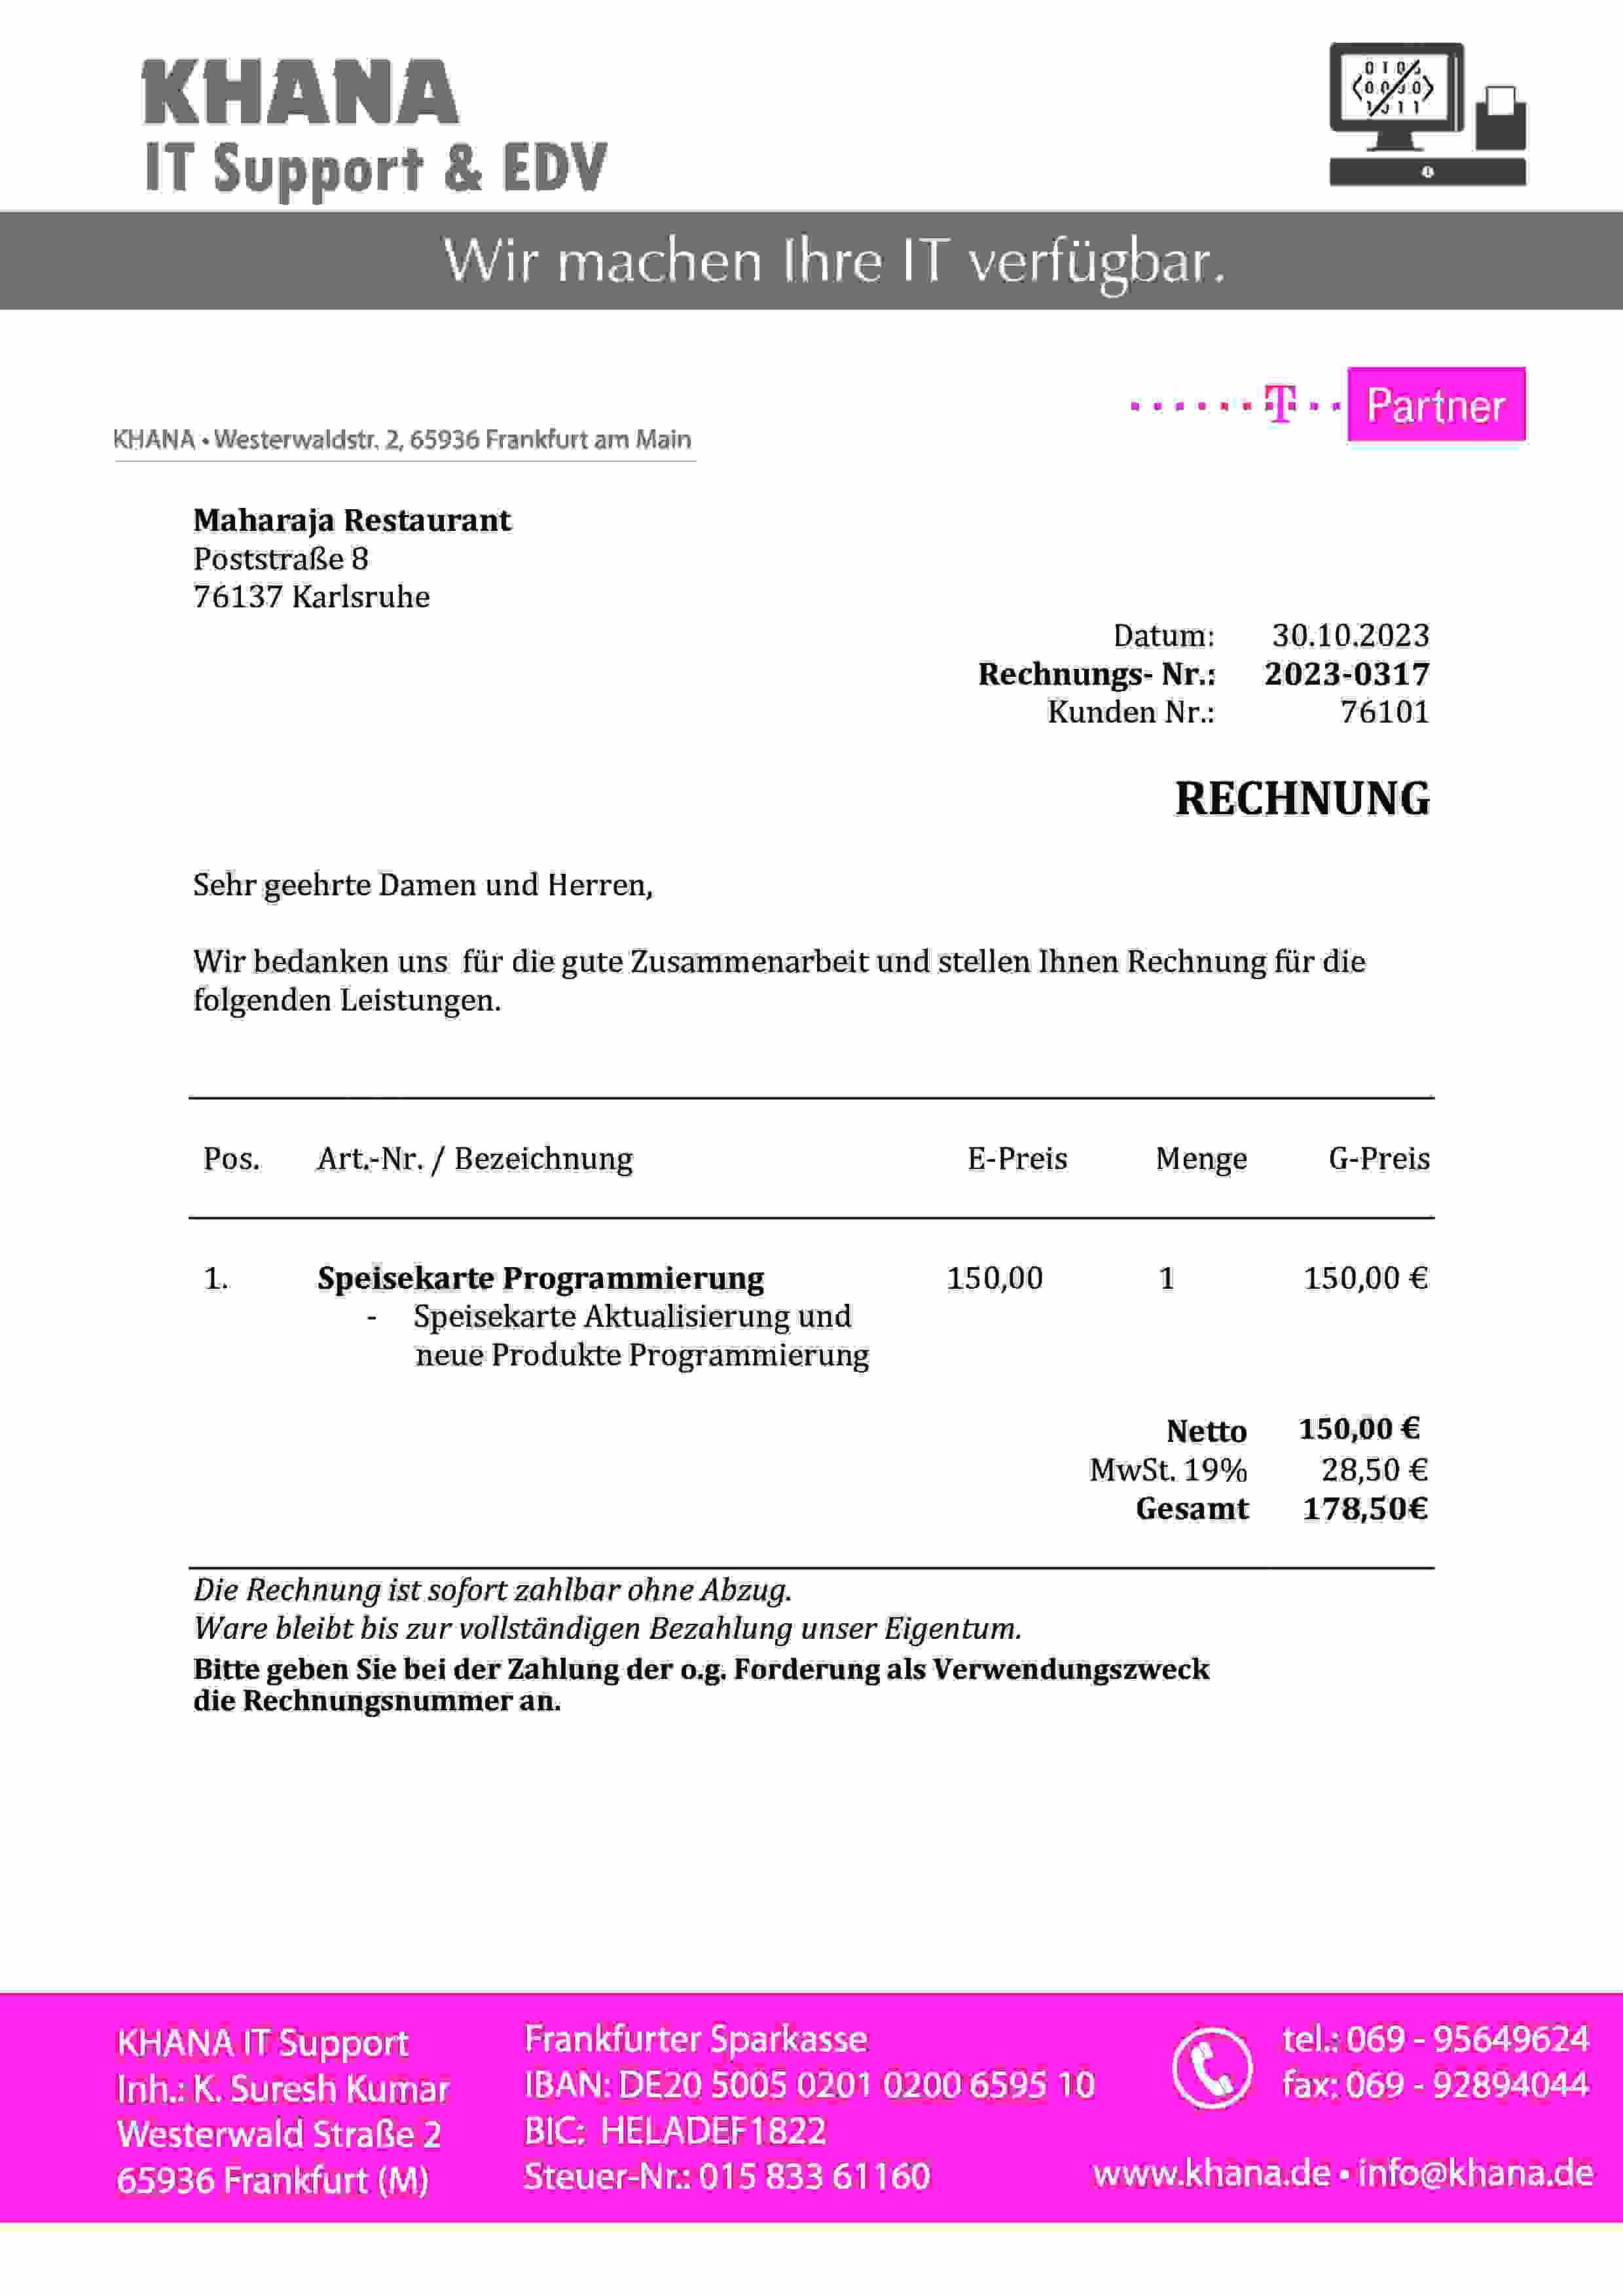 KHANA
IT Support & EDV
Wir machen Ihre IT verfügbar.
T Partner
KHANA • Westerwaldstr. 2, 65936 Frankfurt am Main
Maharaja Restaurant
Poststraße 8
76137 Karlsruhe
Datum: 30.10.2023
Rechnungs- Nr.: 2023-0317
Kunden Nr.: 76101
RECHNUNG
Sehr geehrte Damen und Herren,
Wir bedanken uns für die gute Zusammenarbeit und stellen Ihnen Rechnung für die
folgenden Leistungen.
Pos. Art.-Nr. / Bezeichnung E-Preis Menge G-Preis
1. Speisekarte Programmierung 150,00 1 150,00 €
- Speisekarte Aktualisierung und
neue Produkte Programmierung
Netto 150,00 €
MwSt. 19% 28,50 €
Gesamt 178,50€
Die Rechnung ist sofort zahlbar ohne Abzug.
Ware bleibt bis zur vollständigen Bezahlung unser Eigentum.
Bitte geben Sie bei der Zahlung der o.g. Forderung als Verwendungszweck
die Rechnungsnummer an.
KHANA IT Support
Inh.: K. Suresh Kumar
Westerwald Straße 2
65936 Frankfurt (M)
Frankfurter Sparkasse
IBAN: DE20 5005 0201 0200 6595 10
BIC: HELADEF1822
Steuer-Nr.: 015 833 61160
tel.: 069 - 95649624
fax: 069 - 92894044
www.khana.de • info@khana.de